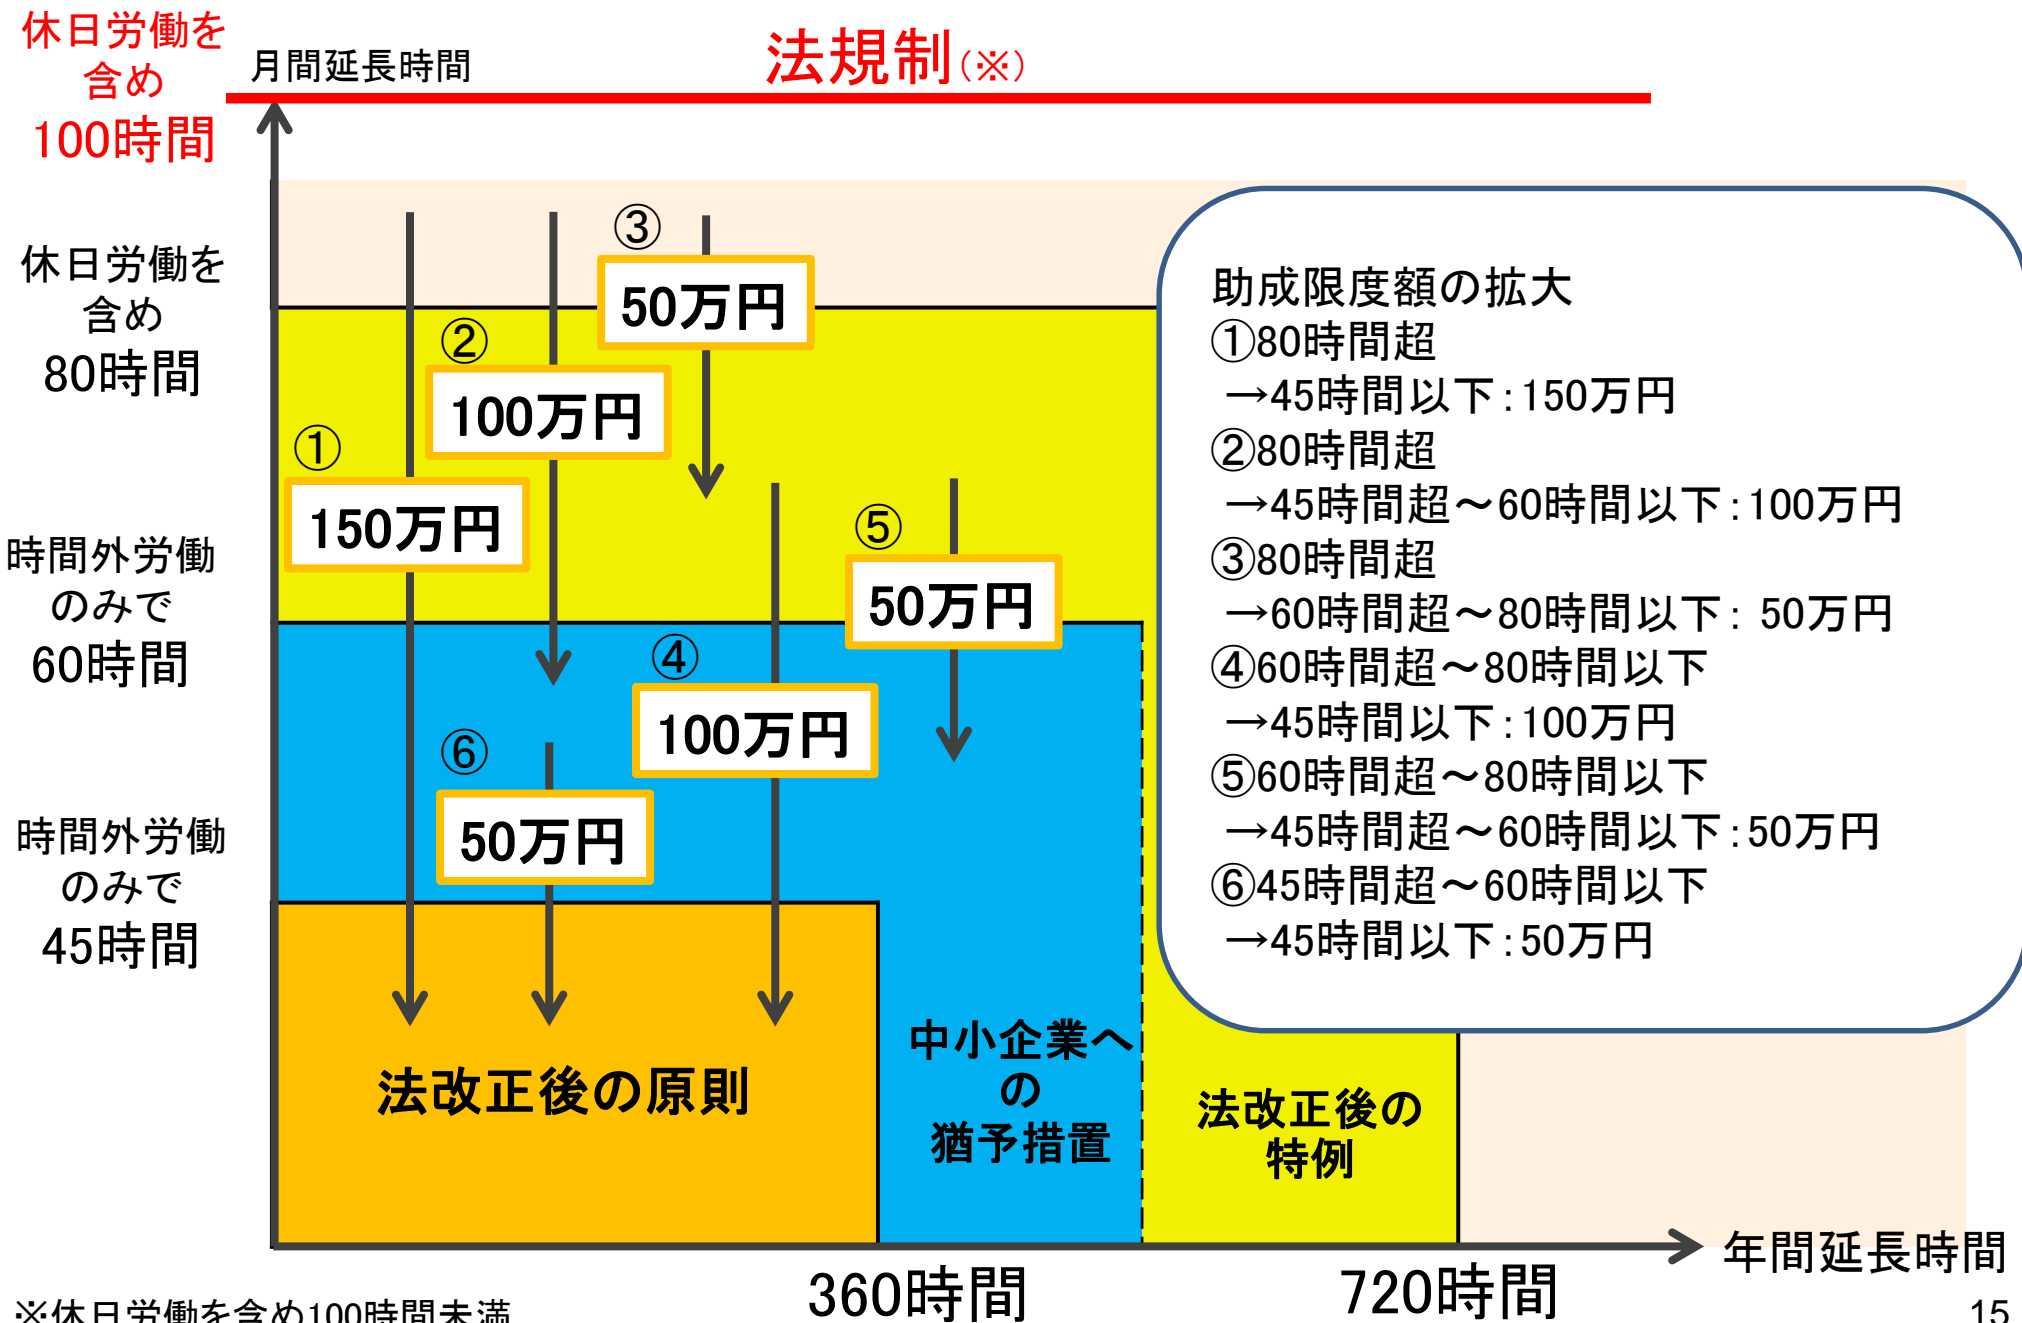 休日労働を
含め
100時間
月間延長時間
法規制(※)
休日労働を
含め
80時間
時間外労働
のみで
60時間
時間外労働
のみで
45時間
③
50万円
②
100万円
①
150万円
⑤
50万円
④
100万円
⑥
50万円
助成限度額の拡大
①80時間超
→45時間以下:150万円
②80時間超
→45時間超～60時間以下:100万円
③80時間超
→60時間超～80時間以下: 50万円
④60時間超～80時間以下
→45時間以下:100万円
⑤60時間超～80時間以下
→45時間超～60時間以下:50万円
⑥45時間超～60時間以下
→45時間以下:50万円
法改正後の原則
中小企業へ
の
猶予措置
法改正後の
特例
年間延長時間
360時間
720時間
※休日労働を含め100時間未満
15